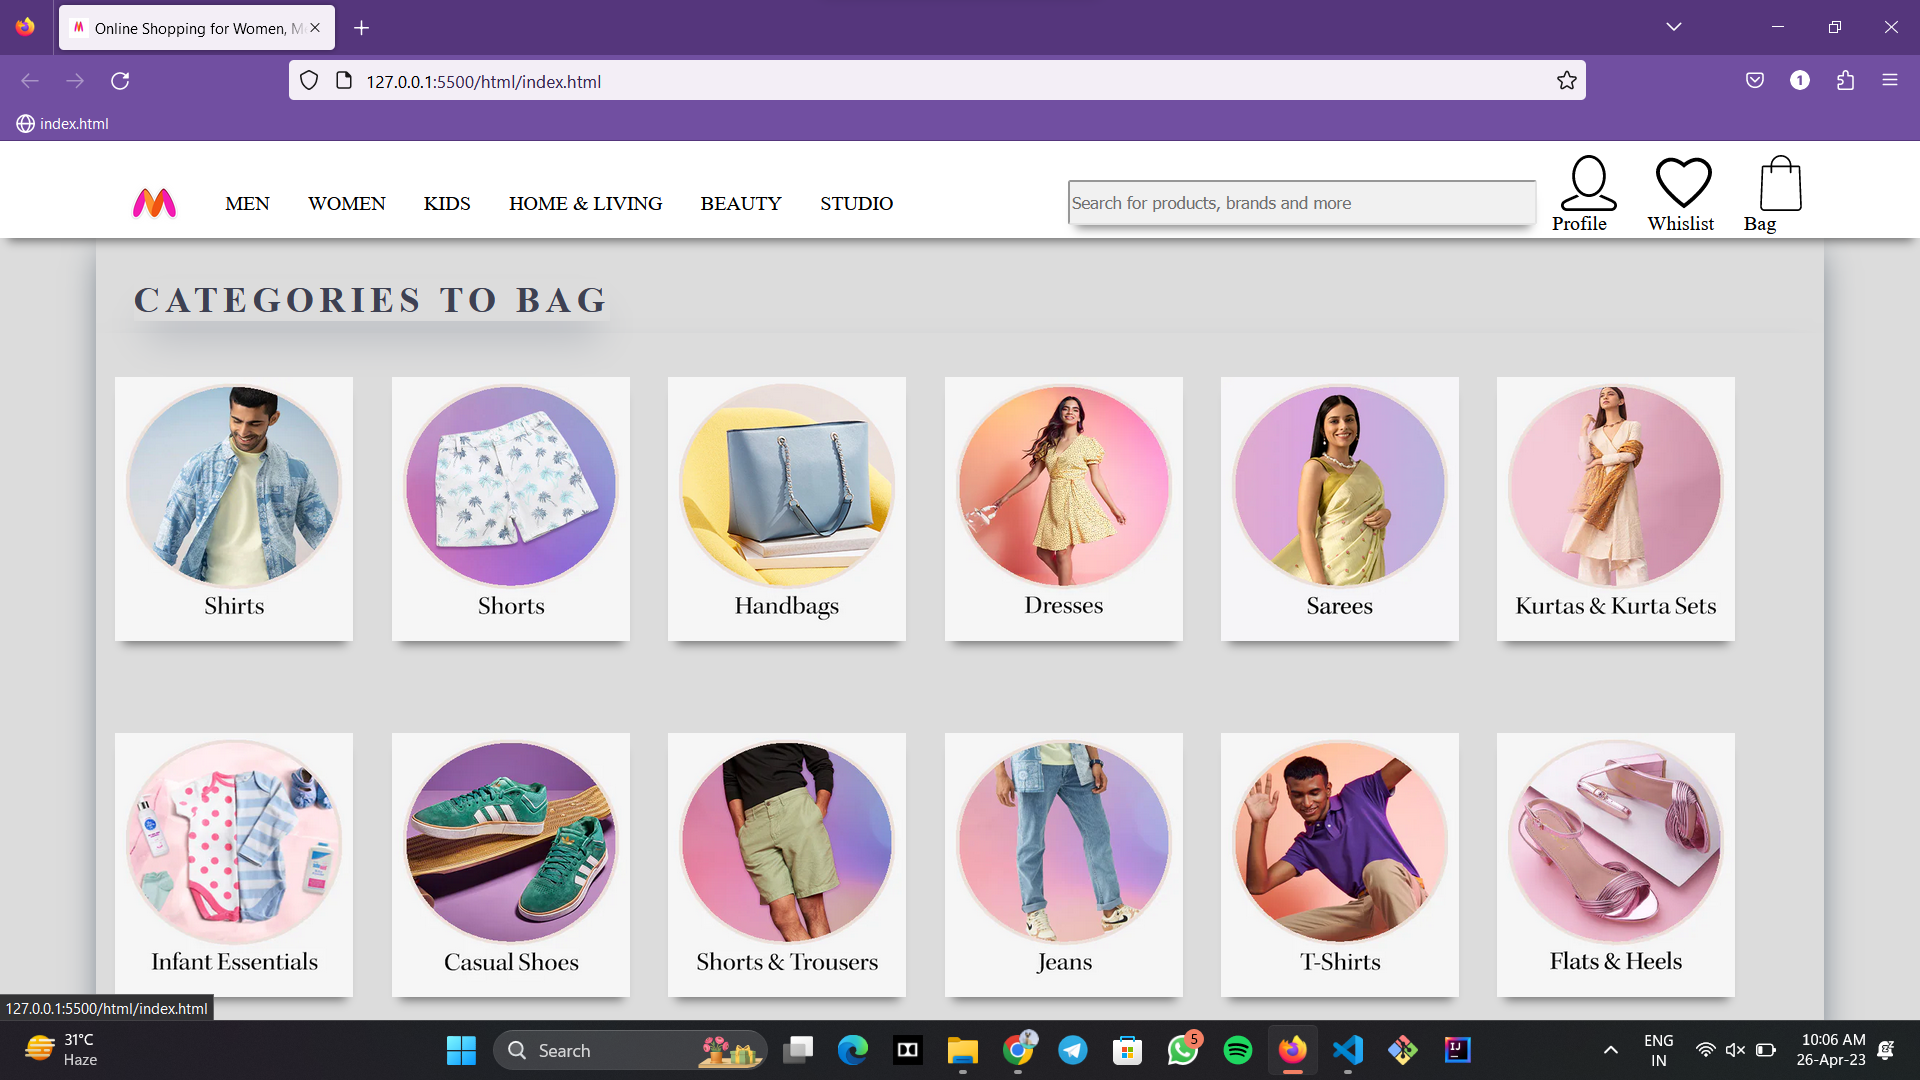 Online Shopping for Women, M
127.0.0.1:5500/html/index.html
1
index.html
MEN WOMEN KIDS HOME & LIVING BEAUTY STUDIO
Search for products, brands and more
Profile Whislist Bag
CATEGORIES TO BAG
Shirts Shorts Handbags Dresses Sarees Kurtas & Kurta Sets
Infant Essentials Casual Shoes Shorts & Trousers Jeans T-Shirts Flats & Heels
127.0.0.1:5500/html/index.html
31°C
Haze
Search
5
IJ
ENG
IN
10:06 AM
26-Apr-23